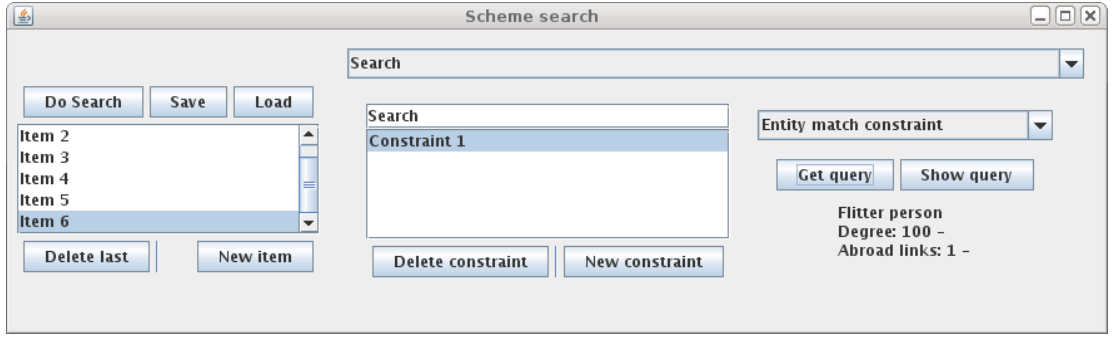 Scheme search
Search
Do Search Save Load
Item 2
Item 3
Item 4
Item 5
Item 6
Delete last New item
Search
Constraint 1
Delete constraint New constraint
Entity match constraint
Get query Show query
Flitter person
Degree: 100 –
Abroad links: 1 –